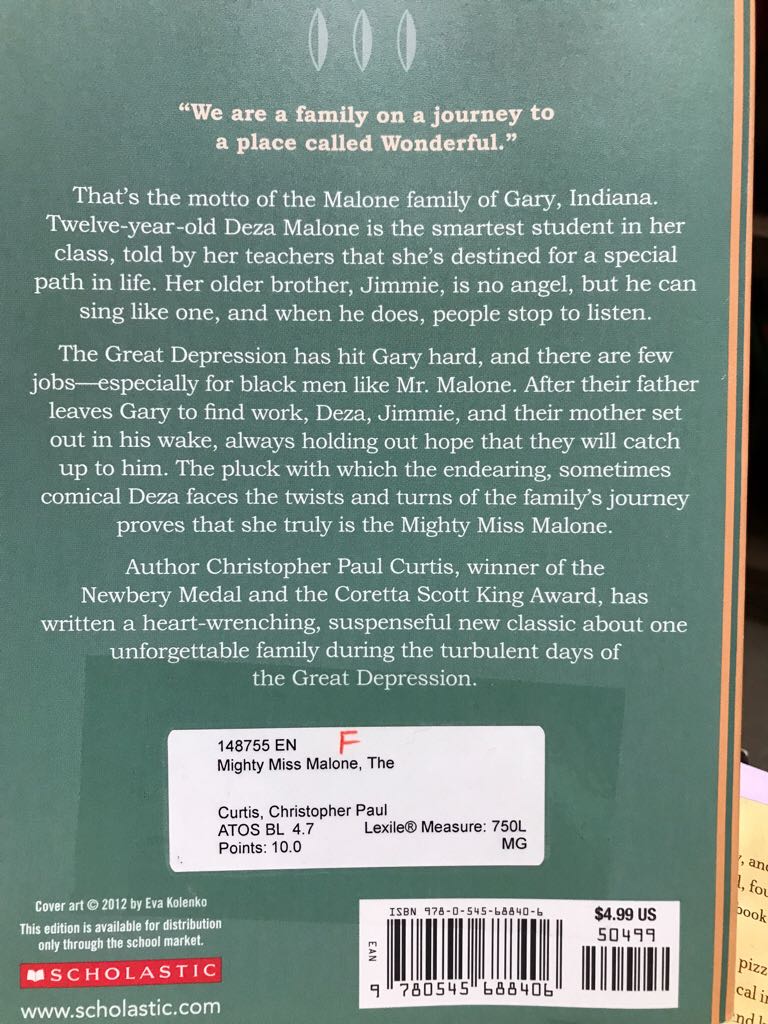 “We are a family on a journey to
a place called Wonderful.”
That’s the motto of the Malone family of Gary, Indiana.
Twelve-year-old Deza Malone is the smartest student in her
class, told by her teachers that she’s destined for a special
path in life. Her older brother, Jimmie, is no angel, but he can
sing like one, and when he does, people stop to listen.
The Great Depression has hit Gary hard, and there are few
jobs—especially for black men like Mr. Malone. After their father
leaves Gary to find work, Deza, Jimmie, and their mother set
out in his wake, always holding out hope that they will catch
up to him. The pluck with which the endearing, sometimes
comical Deza faces the twists and turns of the family’s journey
proves that she truly is the Mighty Miss Malone.
Author Christopher Paul Curtis, winner of the
Newbery Medal and the Coretta Scott King Award, has
written a heart-wrenching, suspenseful new classic about one
unforgettable family during the turbulent days of
the Great Depression.
148755 EN F
Mighty Miss Malone, The
Curtis, Christopher Paul
ATOS BL 4.7 Lexile® Measure: 750L
Points: 10.0 MG
Cover art © 2012 by Eva Kolenko
This edition is available for distribution
only through the school market.
SCHOLASTIC
www.scholastic.com
ISBN 978-0-545-68840-6
$4.99 US
50499
EAN
9 780545 688406
book